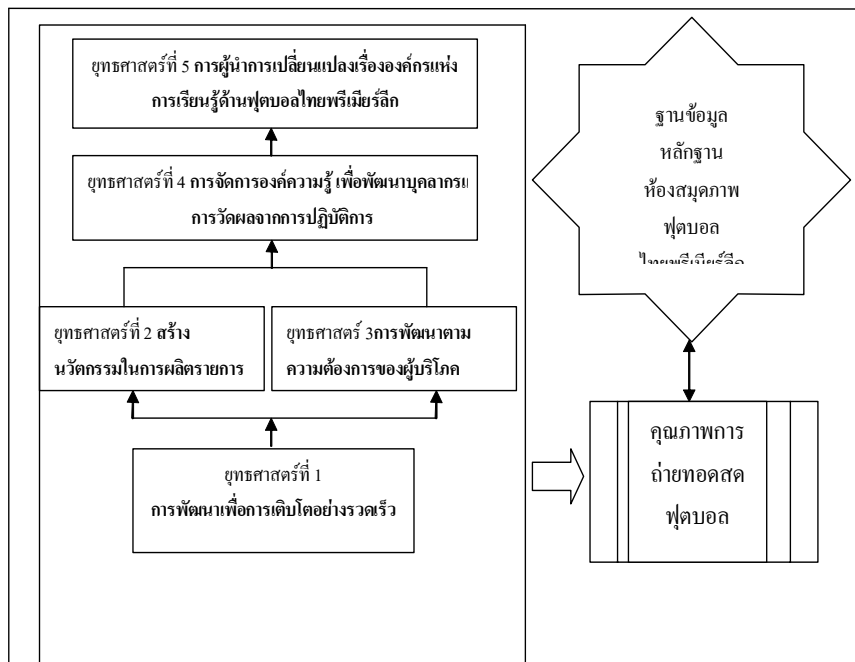 ยุทธศาสตร์ที่ 5 การผู้นำการเปลี่ยนแปลงเรื่ององค์กรแห่ง
การเรียนรู้ด้านฟุตบอลไทยพรีเมียร์ลีก
ยุทธศาสตร์ที่ 4 การจัดการองค์ความรู้ เพื่อพัฒนาบุคลากร
การวัดผลจากการปฏิบัติการ
ยุทธศาสตร์ที่ 2 สร้าง
นวัตกรรมในการผลิตรายการ
ยุทธศาสตร์ 3การพัฒนาตาม
ความต้องการของผู้บริโภค
ยุทธศาสตร์ที่ 1
การพัฒนาเพื่อการเติบโตอย่างรวดเร็ว
ฐานข้อมูล
หลักฐาน
ห้องสมุดภาพ
ฟุตบอล
ไทยพรีเมียร์ลีก
คุณภาพการ
ถ่ายทอดสด
ฟุตบอล